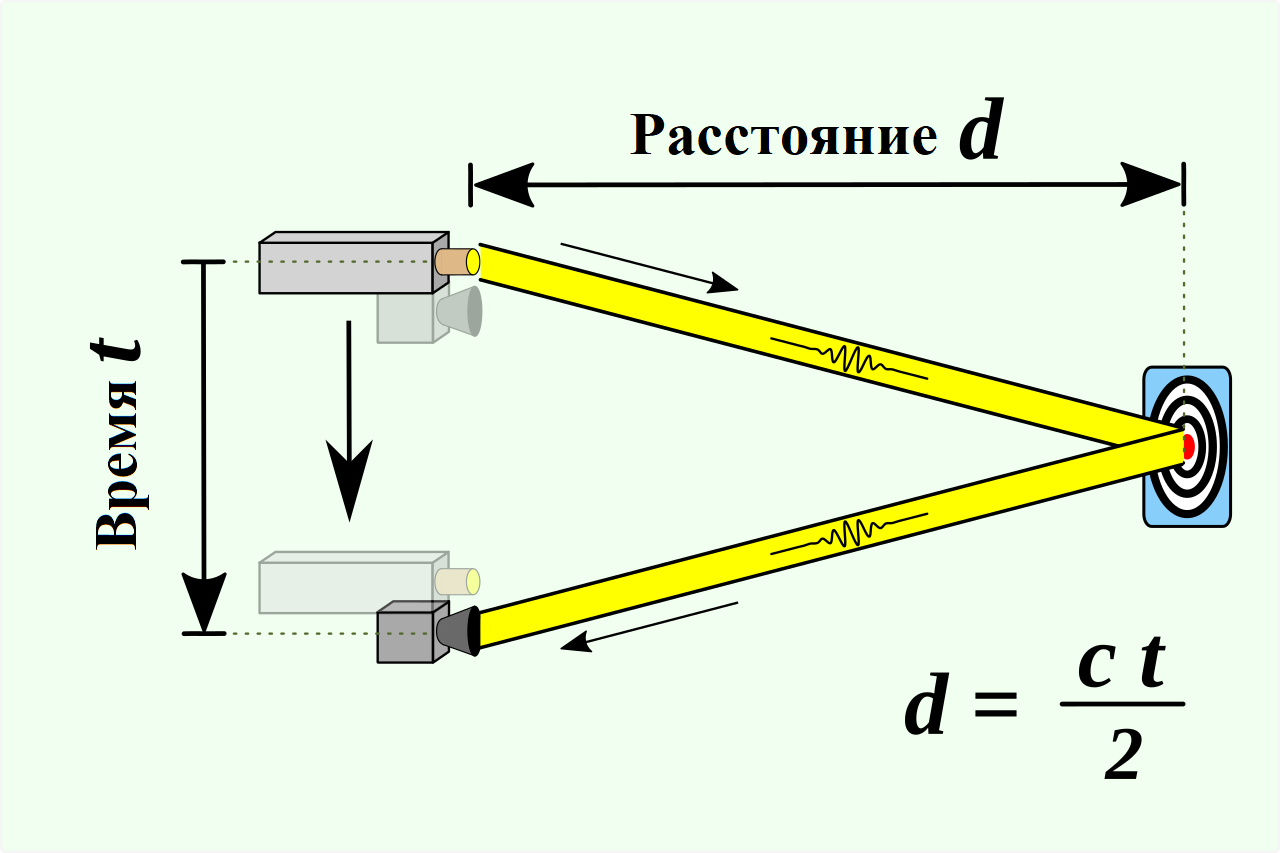 Расстояние d
Время t
d = c t / 2